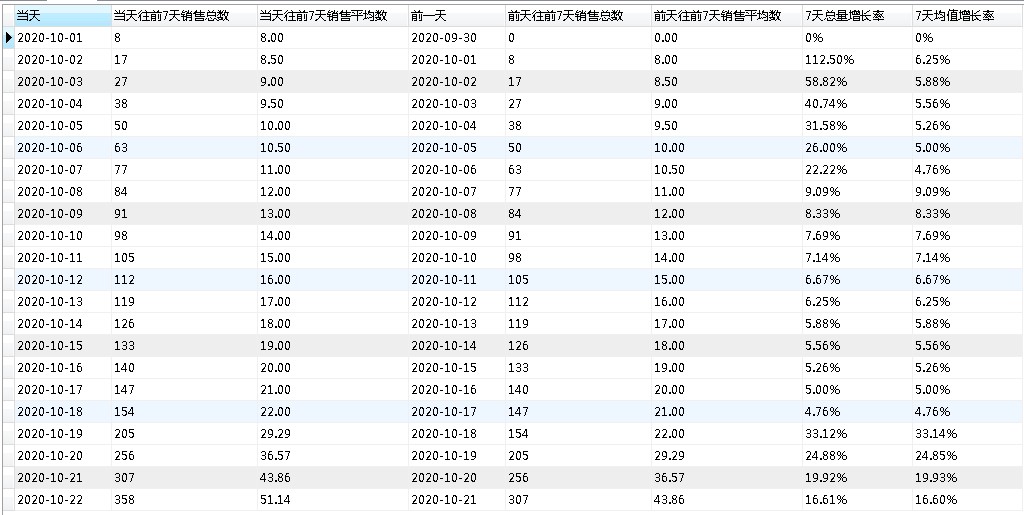 当天 当天往前7天销售总数 当天往前7天销售平均数 前一天 前天往前7天销售总数 前天往前7天销售平均数 7天总量增长率 7天均值增长率
2020-10-01 8 8.00 2020-09-30 0 0.00 0% 0%
2020-10-02 17 8.50 2020-10-01 8 8.00 112.50% 6.25%
2020-10-03 27 9.00 2020-10-02 17 8.50 58.82% 5.88%
2020-10-04 38 9.50 2020-10-03 27 9.00 40.74% 5.56%
2020-10-05 50 10.00 2020-10-04 38 9.50 31.58% 5.26%
2020-10-06 63 10.50 2020-10-05 50 10.00 26.00% 5.00%
2020-10-07 77 11.00 2020-10-06 63 10.50 22.22% 4.76%
2020-10-08 84 12.00 2020-10-07 77 11.00 9.09% 9.09%
2020-10-09 91 13.00 2020-10-08 84 12.00 8.33% 8.33%
2020-10-10 98 14.00 2020-10-09 91 13.00 7.69% 7.69%
2020-10-11 105 15.00 2020-10-10 98 14.00 7.14% 7.14%
2020-10-12 112 16.00 2020-10-11 105 15.00 6.67% 6.67%
2020-10-13 119 17.00 2020-10-12 112 16.00 6.25% 6.25%
2020-10-14 126 18.00 2020-10-13 119 17.00 5.88% 5.88%
2020-10-15 133 19.00 2020-10-14 126 18.00 5.56% 5.56%
2020-10-16 140 20.00 2020-10-15 133 19.00 5.26% 5.26%
2020-10-17 147 21.00 2020-10-16 140 20.00 5.00% 5.00%
2020-10-18 154 22.00 2020-10-17 147 21.00 4.76% 4.76%
2020-10-19 205 29.29 2020-10-18 154 22.00 33.12% 33.14%
2020-10-20 256 36.57 2020-10-19 205 29.29 24.88% 24.85%
2020-10-21 307 43.86 2020-10-20 256 36.57 19.92% 19.93%
2020-10-22 358 51.14 2020-10-21 307 43.86 16.61% 16.60%